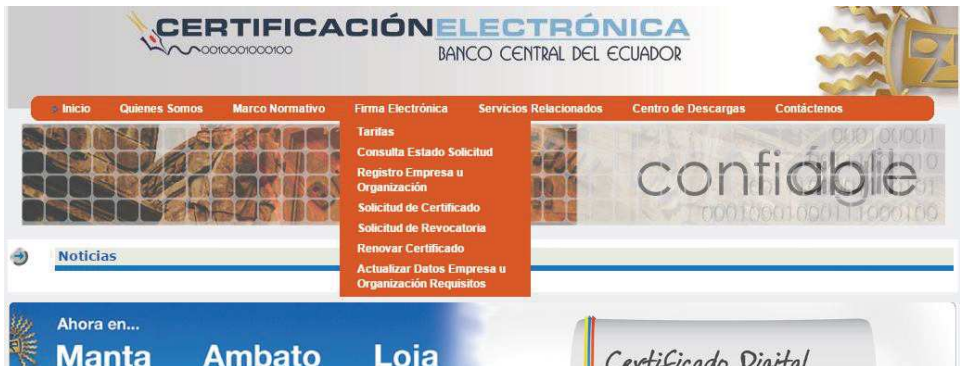 CERTIFICACIÓN ELECTRÓNICA
0010001000100
BANCO CENTRAL DEL ECUADOR
Inicio Quienes Somos Marco Normativo Firma Electrónica Servicios Relacionados Centro de Descargas Contáctenos
Tarifas
Consulta Estado Solicitud
Registro Empresa u
Organización
Solicitud de Certificado
Solicitud de Revocatoria
Renovar Certificado
Actualizar Datos Empresa u
Organización Requisitos
confiable
Noticias
Ahora en...
Manta Ambato Loja
Certificado Digital